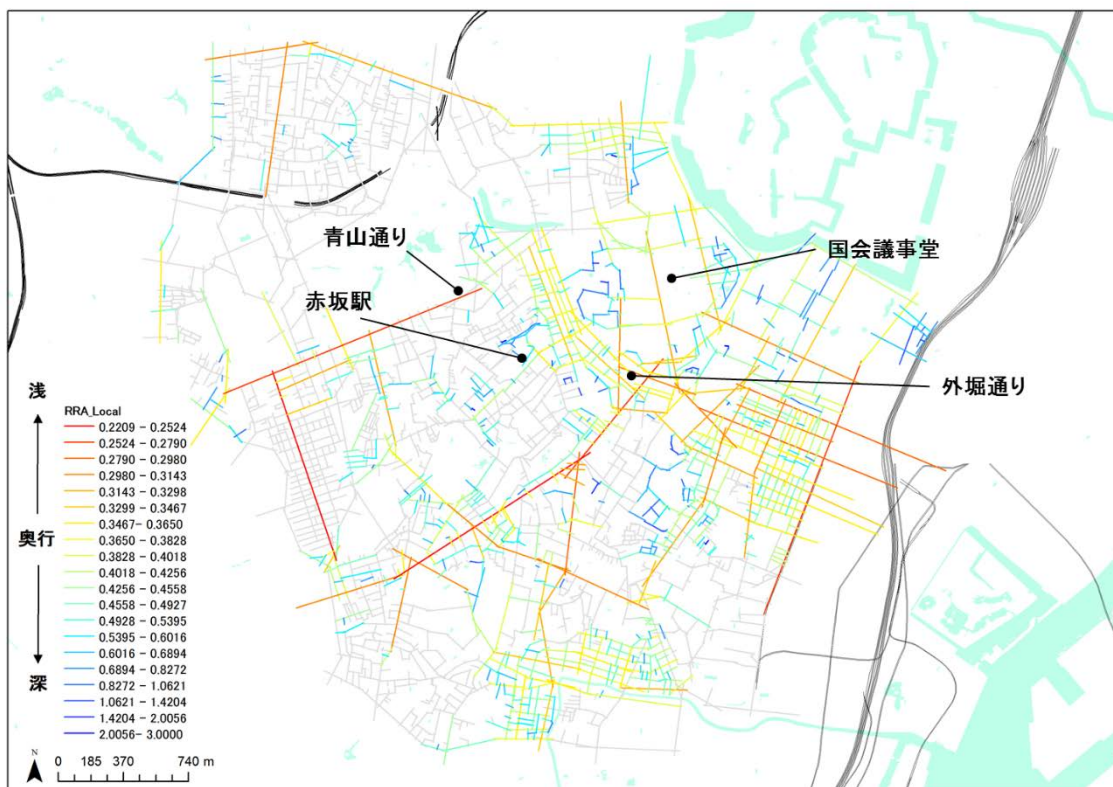 青山通り
国会議事堂
赤坂駅
外堀通り
浅
奥行
深
RRA_Local
0.2209 - 0.2524
0.2524 - 0.2790
0.2790 - 0.2980
0.2980 - 0.3143
0.3143 - 0.3298
0.3299 - 0.3467
0.3467- 0.3650
0.3650 - 0.3828
0.3828 - 0.4018
0.4018 - 0.4256
0.4256 - 0.4558
0.4558 - 0.4927
0.4928 - 0.5395
0.5395 - 0.6016
0.6016 - 0.6894
0.6894 - 0.8272
0.8272 - 1.0621
1.0621 - 1.4204
1.4204 - 2.0056
2.0056- 3.0000
N
0 185 370 740 m